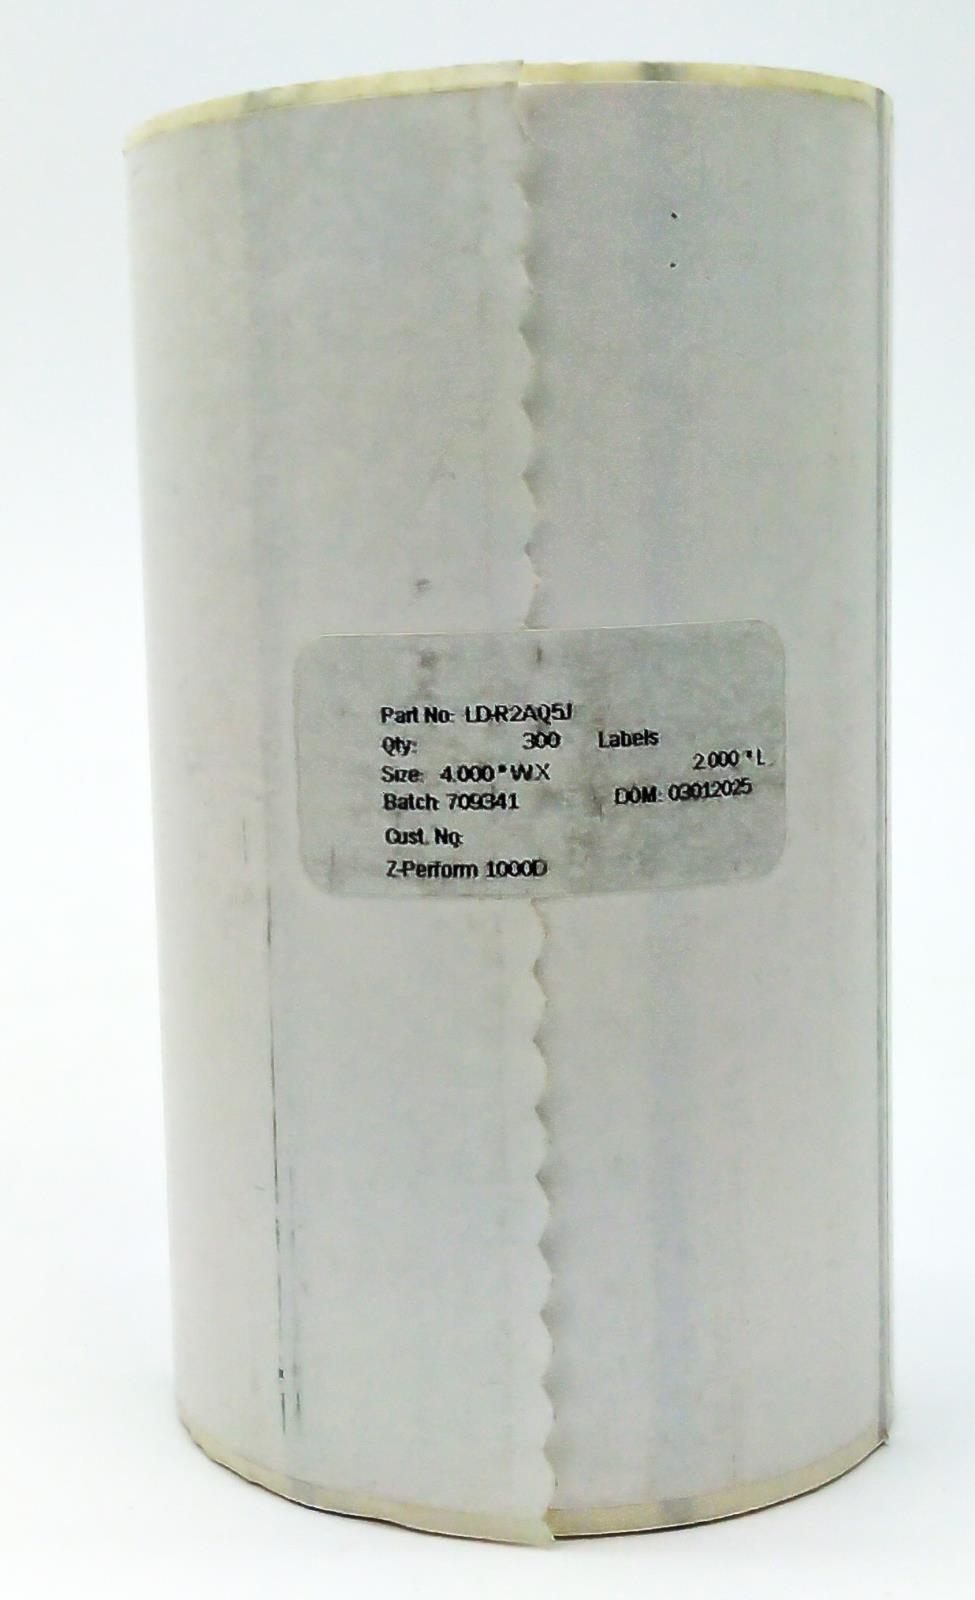 Part No: LD-R2AQ5J
Qty: 300 Labels
Size: 4.000 " W X 2.000 " L
Batch: 709341 DOM: 03012025
Cust. No:
Z-Perform 1000D